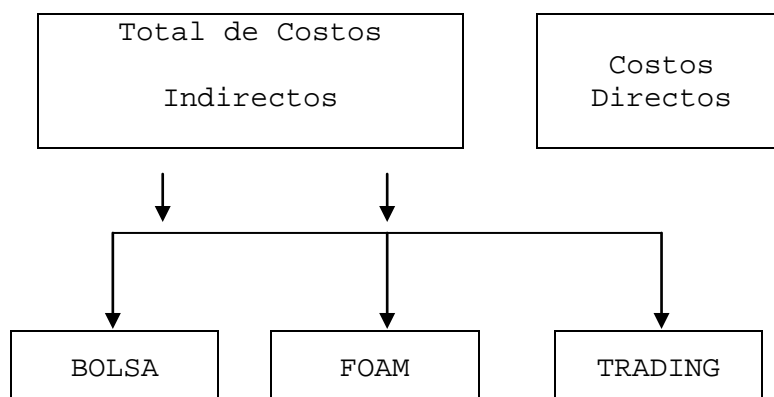 Total de Costos
Indirectos
Costos
Directos
BOLSA
FOAM
TRADING